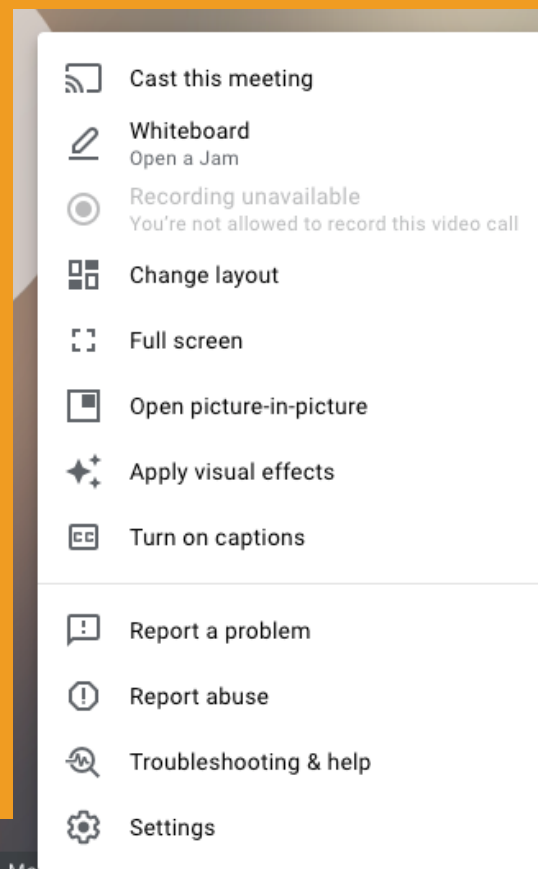 Cast this meeting
Whiteboard
Open a Jam
Recording unavailable
You're not allowed to record this video call
Change layout
Full screen
Open picture-in-picture
Apply visual effects
Turn on captions
Report a problem
Report abuse
Troubleshooting & help
Settings